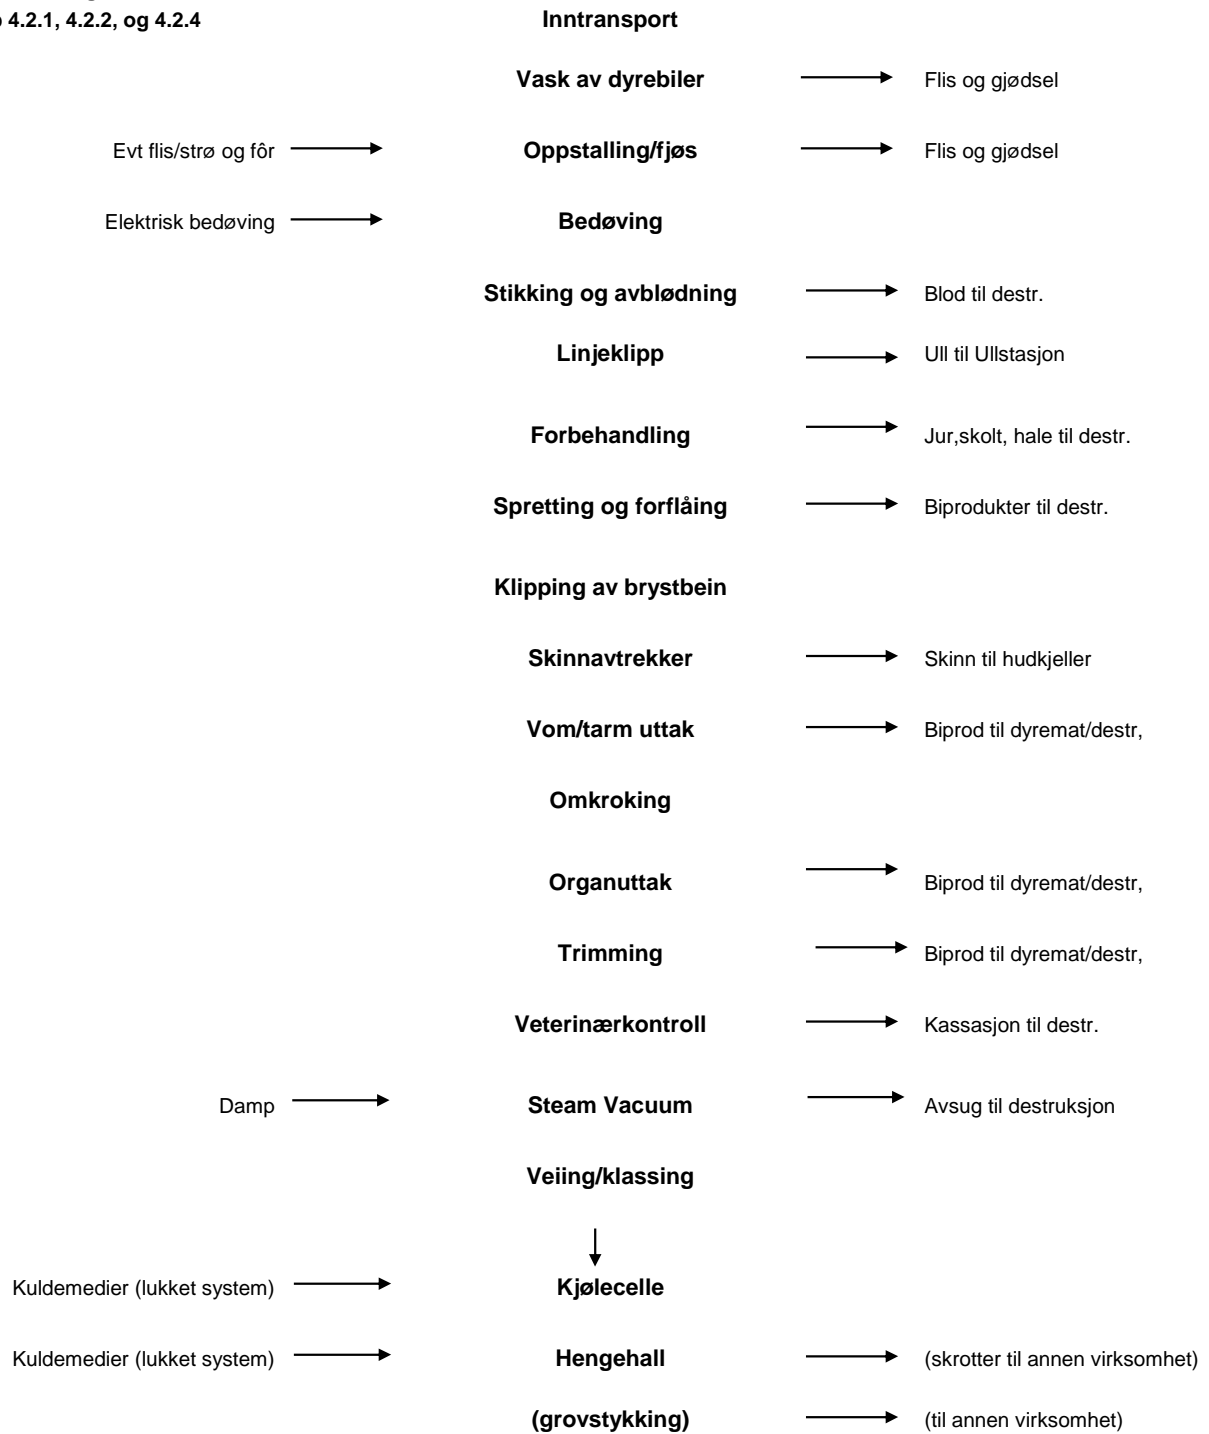 4.2.1, 4.2.2, og 4.2.4
Inntransport
Vask av dyrebiler Flis og gjødsel
Evt flis/strø og fôr Oppstalling/fjøs Flis og gjødsel
Elektrisk bedøving Bedøving
Stikking og avblødning Blod til destr.
Linjeklipp Ull til Ullstasjon
Forbehandling Jur,skolt, hale til destr.
Spretting og forflåing Biprodukter til destr.
Klipping av brystbein
Skinnavtrekker Skinn til hudkjeller
Vom/tarm uttak Biprod til dyremat/destr,
Omkroking
Organuttak Biprod til dyremat/destr,
Trimming Biprod til dyremat/destr,
Veterinærkontroll Kassasjon til destr.
Damp Steam Vacuum Avsug til destruksjon
Veiing/klassing
Kuldemedier (lukket system) Kjølecelle
Kuldemedier (lukket system) Hengehall (skrotter til annen virksomhet)
(grovstykking) (til annen virksomhet)